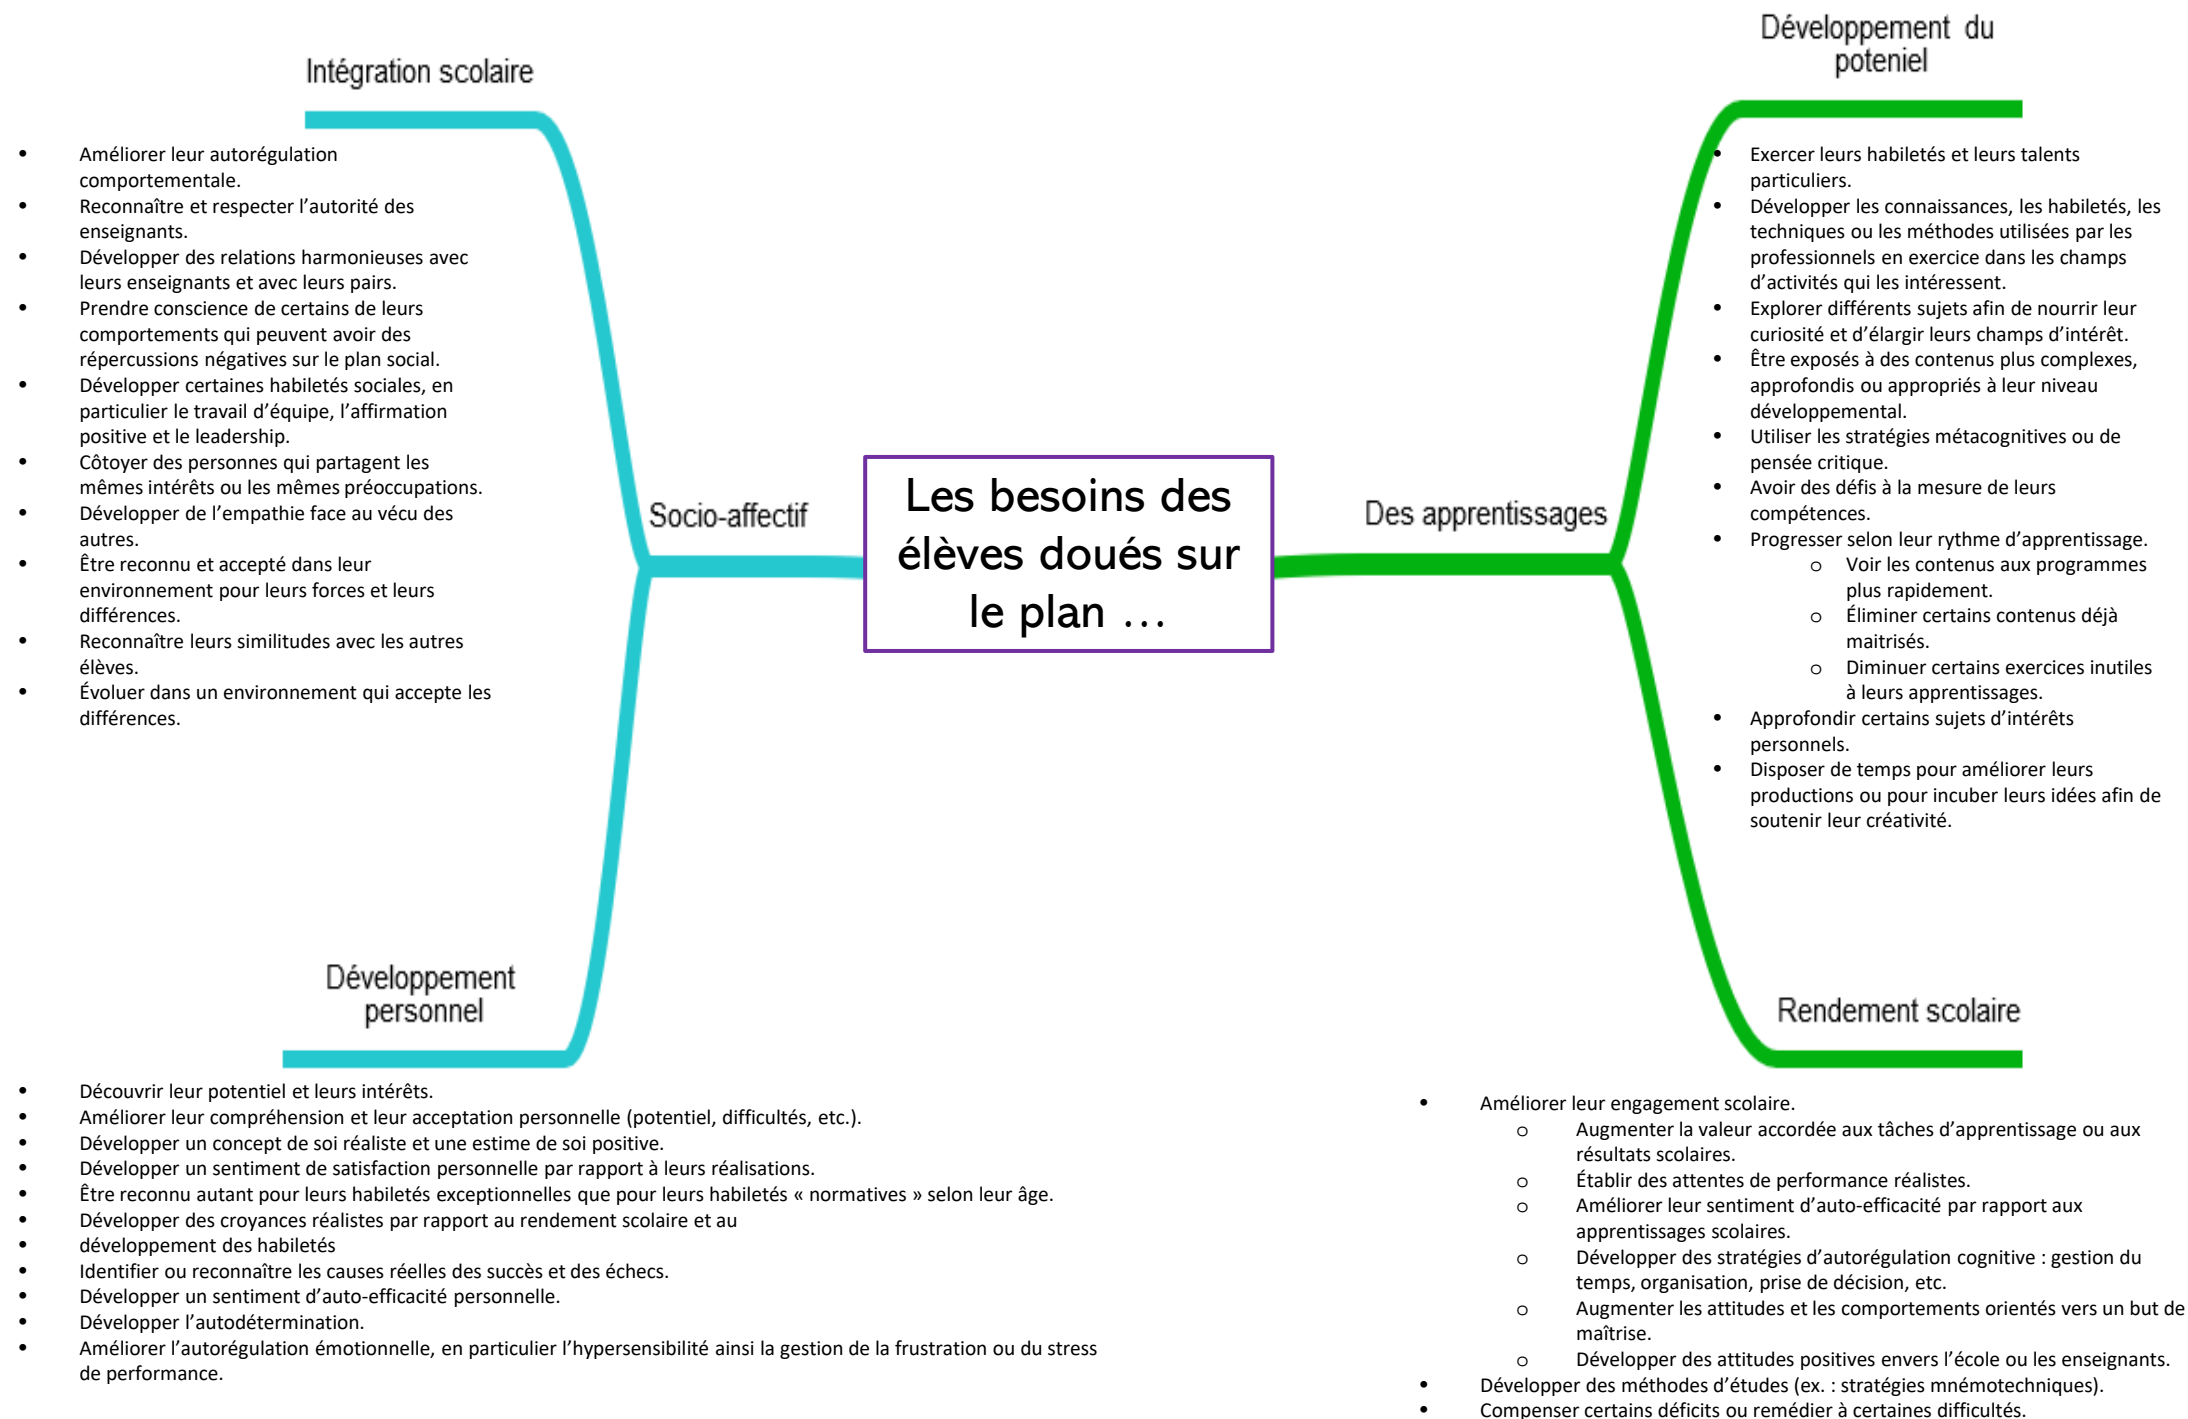 Les besoins des
élèves doués sur
le plan …
Socio-affectif
Intégration scolaire
• Améliorer leur autorégulation
comportementale.
• Reconnaître et respecter l’autorité des
enseignants.
• Développer des relations harmonieuses avec
leurs enseignants et avec leurs pairs.
• Prendre conscience de certains de leurs
comportements qui peuvent avoir des
répercussions négatives sur le plan social.
• Développer certaines habiletés sociales, en
particulier le travail d’équipe, l’affirmation
positive et le leadership.
• Côtoyer des personnes qui partagent les
mêmes intérêts ou les mêmes préoccupations.
• Développer de l’empathie face au vécu des
autres.
• Être reconnu et accepté dans leur
environnement pour leurs forces et leurs
différences.
• Reconnaître leurs similitudes avec les autres
élèves.
• Évoluer dans un environnement qui accepte les
différences.
Développement
personnel
• Découvrir leur potentiel et leurs intérêts.
• Améliorer leur compréhension et leur acceptation personnelle (potentiel, difficultés, etc.).
• Développer un concept de soi réaliste et une estime de soi positive.
• Développer un sentiment de satisfaction personnelle par rapport à leurs réalisations.
• Être reconnu autant pour leurs habiletés exceptionnelles que pour leurs habiletés « normatives » selon leur âge.
• Développer des croyances réalistes par rapport au rendement scolaire et au
• développement des habiletés
• Identifier ou reconnaître les causes réelles des succès et des échecs.
• Développer un sentiment d’auto-efficacité personnelle.
• Développer l’autodétermination.
• Améliorer l’autorégulation émotionnelle, en particulier l’hypersensibilité ainsi la gestion de la frustration ou du stress
de performance.
Des apprentissages
Développement du
poteniel
• Exercer leurs habiletés et leurs talents
particuliers.
• Développer les connaissances, les habiletés, les
techniques ou les méthodes utilisées par les
professionnels en exercice dans les champs
d’activités qui les intéressent.
• Explorer différents sujets afin de nourrir leur
curiosité et d’élargir leurs champs d’intérêt.
• Être exposés à des contenus plus complexes,
approfondis ou appropriés à leur niveau
développemental.
• Utiliser les stratégies métacognitives ou de
pensée critique.
• Avoir des défis à la mesure de leurs
compétences.
• Progresser selon leur rythme d’apprentissage.
o Voir les contenus aux programmes
plus rapidement.
o Éliminer certains contenus déjà
maitrisés.
o Diminuer certains exercices inutiles
à leurs apprentissages.
• Approfondir certains sujets d’intérêts
personnels.
• Disposer de temps pour améliorer leurs
productions ou pour incuber leurs idées afin de
soutenir leur créativité.
Rendement scolaire
• Améliorer leur engagement scolaire.
o Augmenter la valeur accordée aux tâches d’apprentissage ou aux
résultats scolaires.
o Établir des attentes de performance réalistes.
o Améliorer leur sentiment d’auto-efficacité par rapport aux
apprentissages scolaires.
o Développer des stratégies d’autorégulation cognitive : gestion du
temps, organisation, prise de décision, etc.
o Augmenter les attitudes et les comportements orientés vers un but de
maîtrise.
o Développer des attitudes positives envers l’école ou les enseignants.
• Développer des méthodes d’études (ex. : stratégies mnémotechniques).
• Compenser certains déficits ou remédier à certaines difficultés.